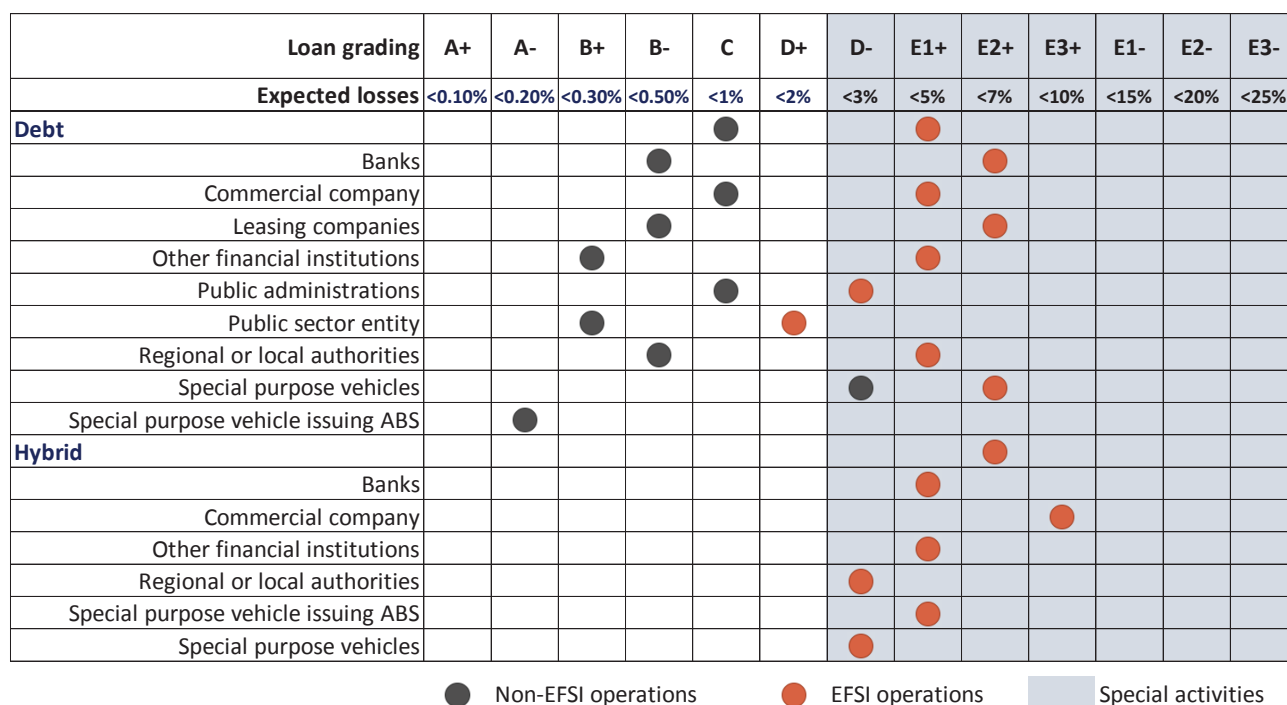 Loan grading A+ A- B+ B- C D+ D- E1+ E2+ E3+ E1- E2- E3-
Expected losses <0.10% <0.20% <0.30% <0.50% <1% <2% <3% <5% <7% <10% <15% <20% <25%
Debt
Banks
Commercial company
Leasing companies
Other financial institutions
Public administrations
Public sector entity
Regional or local authorities
Special purpose vehicles
Special purpose vehicle issuing ABS
Hybrid
Banks
Commercial company
Other financial institutions
Regional or local authorities
Special purpose vehicle issuing ABS
Special purpose vehicles
Non-EFSI operations EFSI operations Special activities